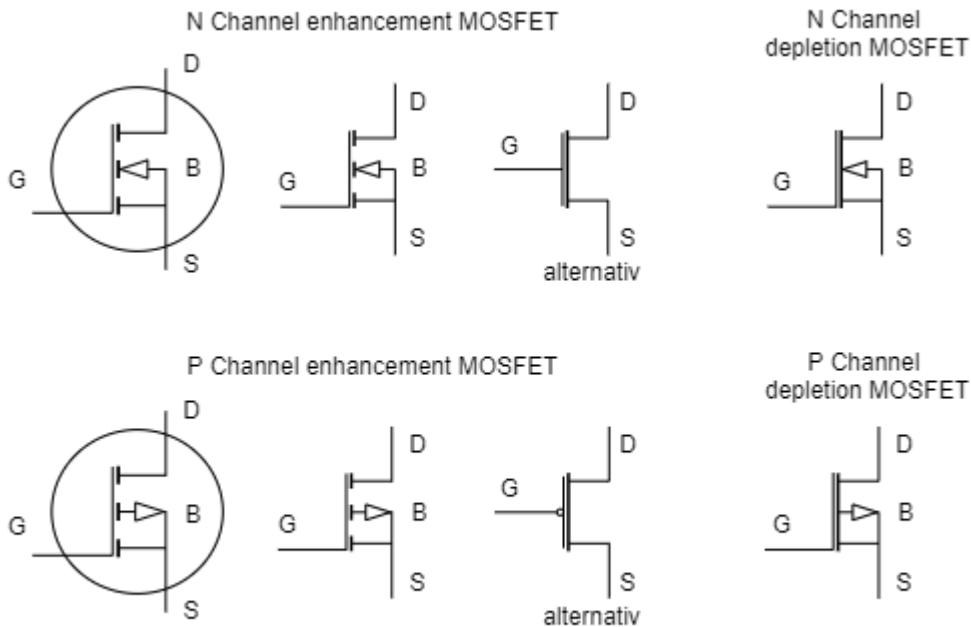 N Channel enhancement MOSFET
N Channel
depletion MOSFET
D
G
B
S
D
G
B
S
D
G
S
alternativ
D
G
B
S
P Channel enhancement MOSFET
P Channel
depletion MOSFET
D
G
B
S
D
G
B
S
D
G
S
alternativ
D
G
B
S